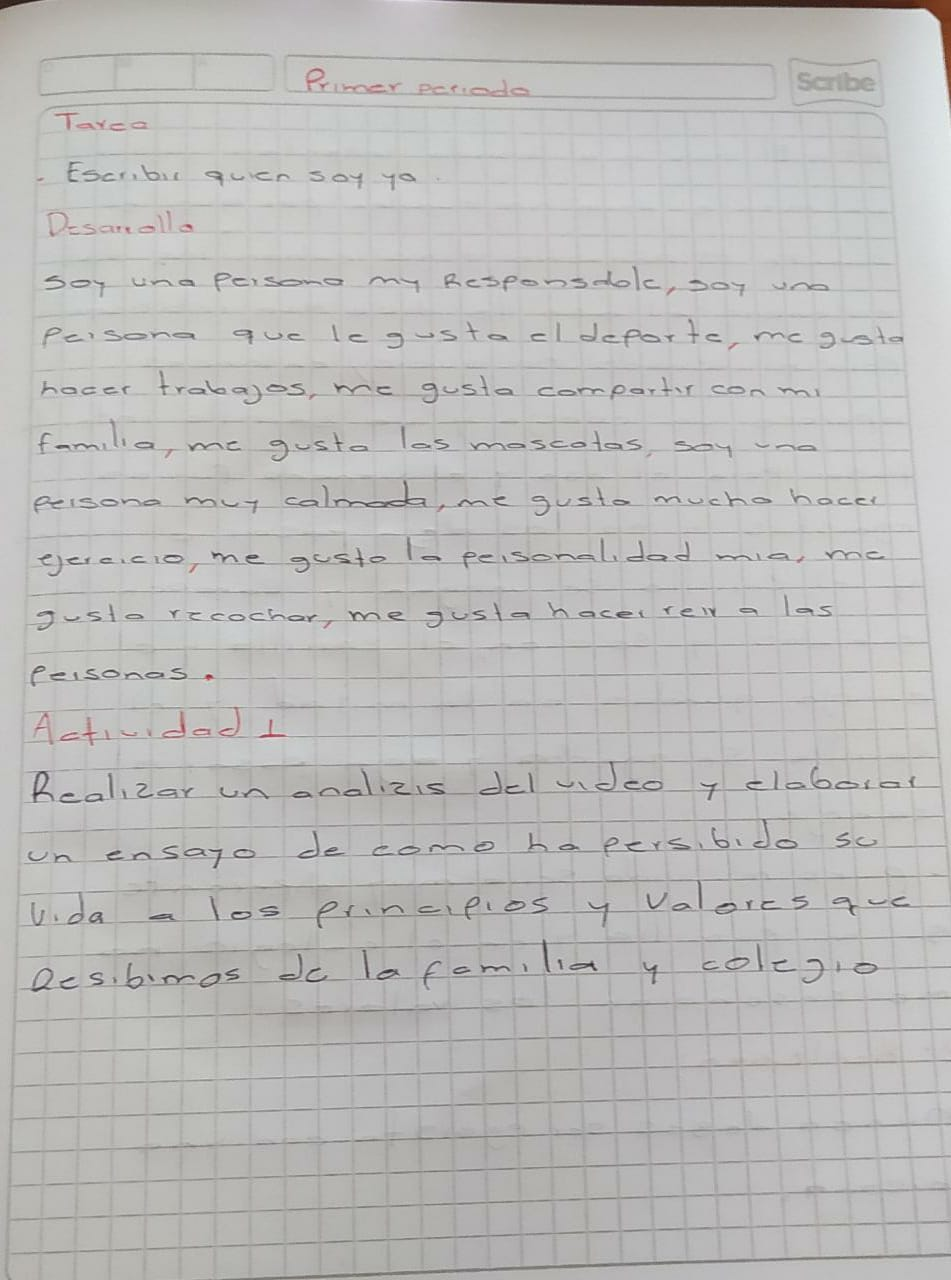 Primer periodo
Scribe
Tarea
. Escribir quien soy yo.
Desarrollo
soy una persona my Responsable, soy una
persona que le gusta el deporte, me gusta
hacer trabajos, me gusta compartir con mi
familia, me gusta las mascotas, soy una
persona muy calmada, me gusta mucho hacer
ejercicio, me gusto la personalidad mia, me
gusta recochar, me gusta hacer reir a las
personas.
Actividad 1
Realizar un analizis del video y elaborar
un ensayo de como ha persibido su
vida a los principios y valores que
Resibimos de la familia y colegio